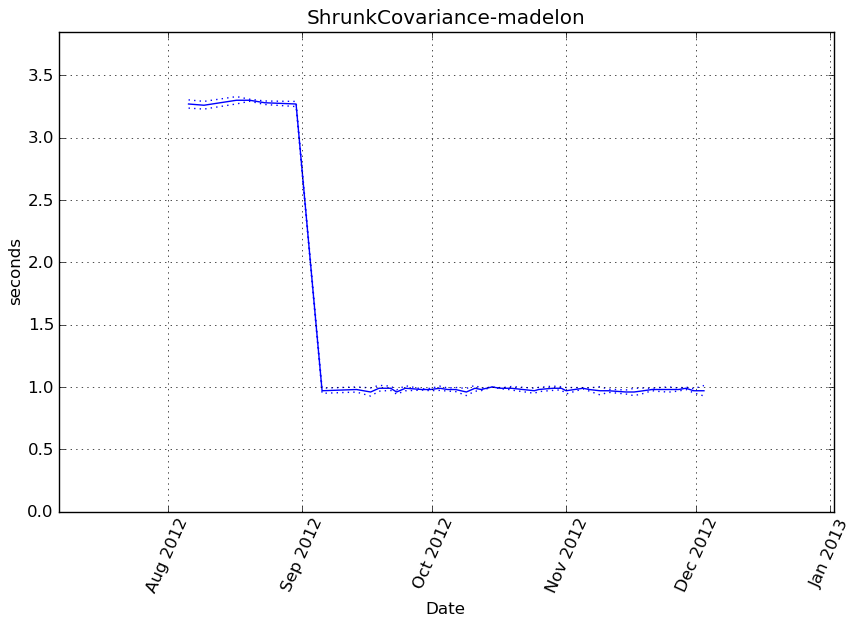 ShrunkCovariance-madelon
3.5
3.0
2.5
2.0
1.5
1.0
0.5
0.0
seconds
Aug 2012
Sep 2012
Oct 2012
Nov 2012
Dec 2012
Jan 2013
Date